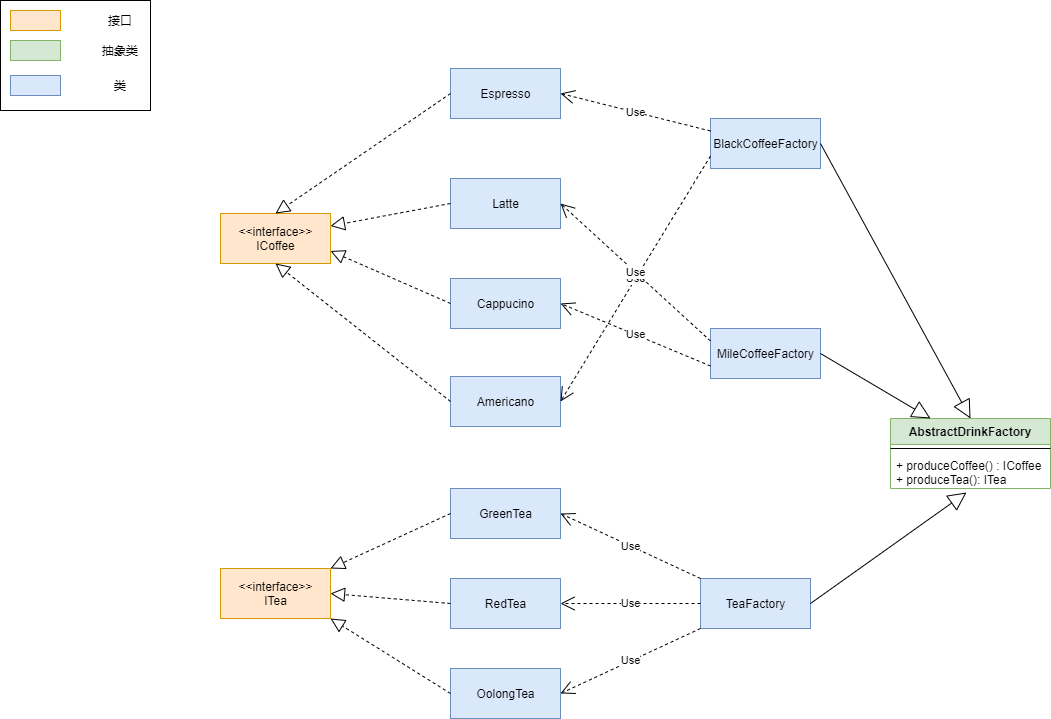 接口
抽象类
类
Espresso
Use
BlackCoffeeFactory
Latte
<<interface>>
ICoffee
Use
Use
Cappucino
Use
MileCoffeeFactory
Americano
AbstractDrinkFactory
+ produceCoffee() : ICoffee
+ produceTea(): ITea
GreenTea
Use
<<interface>>
ITea
RedTea
Use
TeaFactory
Use
OolongTea